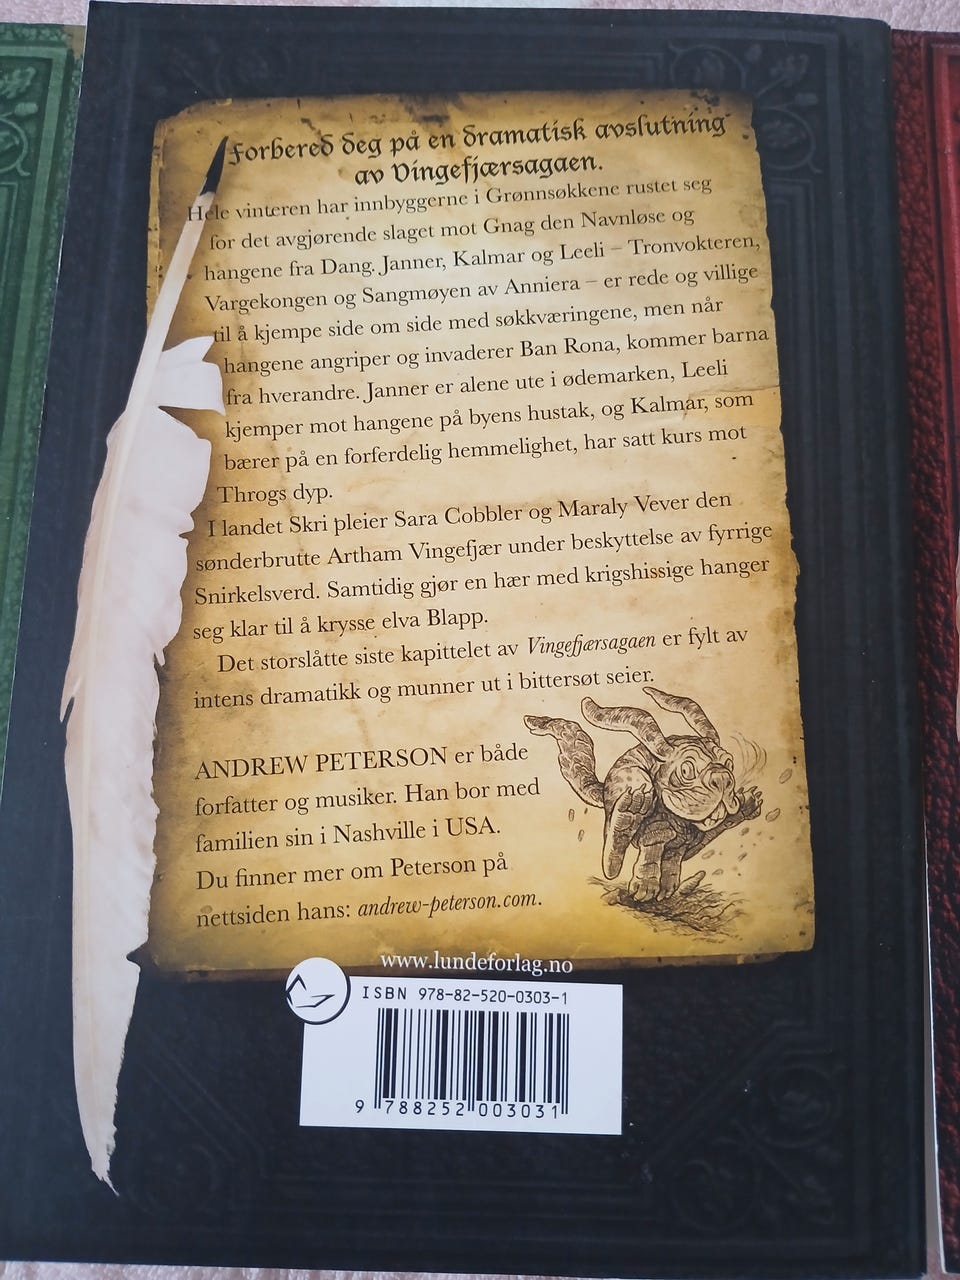 Forbered deg på en dramatisk avslutning
av Vingefjærsagaen.
Hele vinteren har innbyggerne i Grønnsøkkene rustet seg
for det avgjørende slaget mot Gnag den Navnløse og
hangene fra Dang. Janner, Kalmar og Leeli – Tronvokteren,
Vargekongen og Sangmøyen av Anniera – er rede og villige
til å kjempe side om side med søkkværingene, men når
hangene angriper og invaderer Ban Rona, kommer barna
fra hverandre. Janner er alene ute i ødemarken, Leeli
kjemper mot hangene på byens hustak, og Kalmar, som
bærer på en forferdelig hemmelighet, har satt kurs mot
Throgs dyp.
I landet Skri pleier Sara Cobbler og Maraly Vever den
sønderbrutte Artham Vingefjær under beskyttelse av fyrrige
Snirkelsverd. Samtidig gjør en hær med krigshissige hanger
seg klar til å krysse elva Blapp.
Det storslåtte siste kapittelet av Vingefjærsagaen er fylt av
intens dramatikk og munner ut i bittersøt seier.
ANDREW PETERSON er både
forfatter og musiker. Han bor med
familien sin i Nashville i USA.
Du finner mer om Peterson på
nettsiden hans: andrew-peterson.com.
www.lundeforlag.no
ISBN 978-82-520-0303-1
9 788252 003031